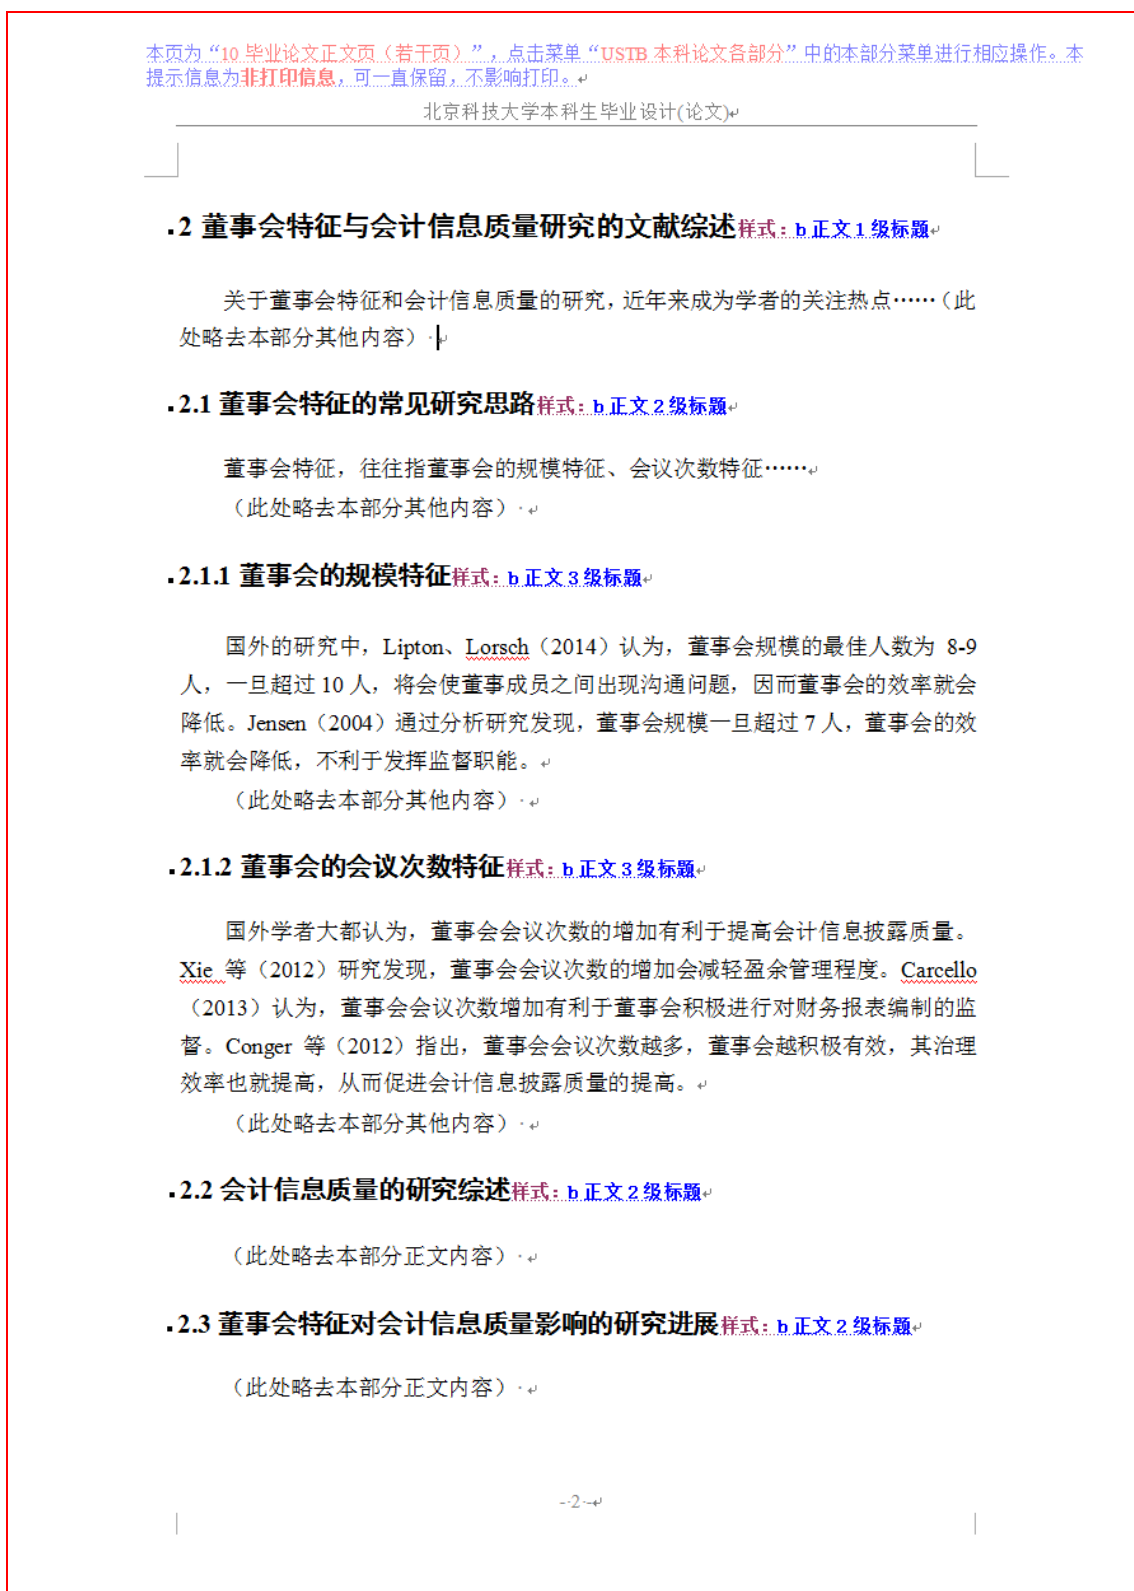 本页为“10 毕业论文正文页（若干页）”，点击菜单“USTB 本科论文各部分”中的本部分菜单进行相应操作。本
提示信息为非打印信息，可一直保留，不影响打印。
北京科技大学本科生毕业设计(论文)
2 董事会特征与会计信息质量研究的文献综述样式：b 正文 1 级标题
关于董事会特征和会计信息质量的研究，近年来成为学者的关注热点……（此
处略去本部分其他内容）
2.1 董事会特征的常见研究思路样式：b 正文 2 级标题
董事会特征，往往指董事会的规模特征、会议次数特征……
（此处略去本部分其他内容）
2.1.1 董事会的规模特征样式：b 正文 3 级标题
国外的研究中，Lipton、Lorsch（2014）认为，董事会规模的最佳人数为 8-9
人，一旦超过 10 人，将会使董事成员之间出现沟通问题，因而董事会的效率就会
降低。Jensen（2004）通过分析研究发现，董事会规模一旦超过 7 人，董事会的效
率就会降低，不利于发挥监督职能。
（此处略去本部分其他内容）
2.1.2 董事会的会议次数特征样式：b 正文 3 级标题
国外学者大都认为，董事会会议次数的增加有利于提高会计信息披露质量。
Xie 等（2012）研究发现，董事会会议次数的增加会减轻盈余管理程度。Carcello
（2013）认为，董事会会议次数增加有利于董事会积极进行对财务报表编制的监
督。Conger 等（2012）指出，董事会会议次数越多，董事会越积极有效，其治理
效率也就提高，从而促进会计信息披露质量的提高。
（此处略去本部分其他内容）
2.2 会计信息质量的研究综述样式：b 正文 2 级标题
（此处略去本部分正文内容）
2.3 董事会特征对会计信息质量影响的研究进展样式：b 正文 2 级标题
（此处略去本部分正文内容）
- 2 -